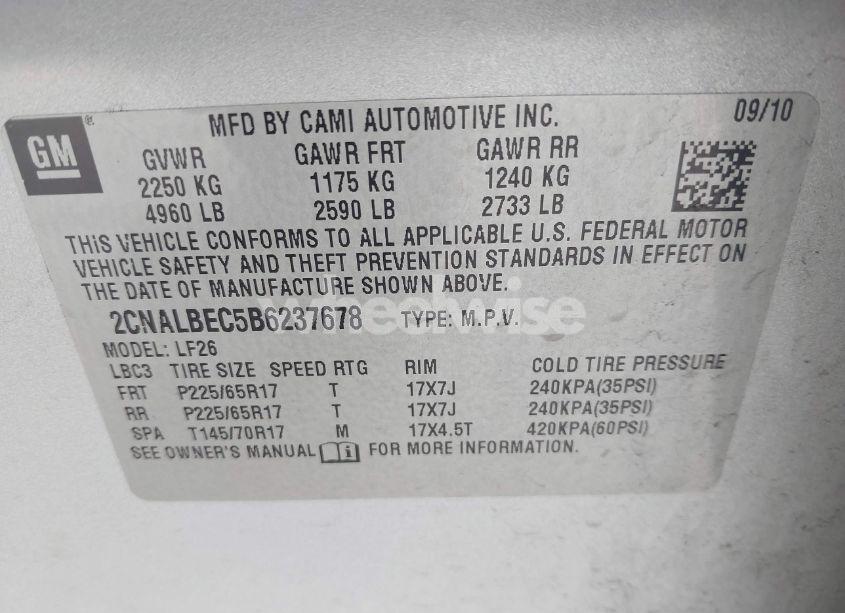 GM
MFD BY CAMI AUTOMOTIVE INC. 09/10
GVWR GAWR FRT GAWR RR
2250 KG 1175 KG 1240 KG
4960 LB 2590 LB 2733 LB
THIS VEHICLE CONFORMS TO ALL APPLICABLE U.S. FEDERAL MOTOR
VEHICLE SAFETY AND THEFT PREVENTION STANDARDS IN EFFECT ON
THE DATE OF MANUFACTURE SHOWN ABOVE.
wheelwise
2CNALBEC5B6237678 TYPE: M.P.V.
MODEL: LF26
LBC3 TIRE SIZE SPEED RTG RIM COLD TIRE PRESSURE
FRT P225/65R17 T 17X7J 240KPA(35PSI)
RR P225/65R17 T 17X7J 240KPA(35PSI)
SPA T145/70R17 M 17X4.5T 420KPA(60PSI)
SEE OWNER'S MANUAL FOR MORE INFORMATION.